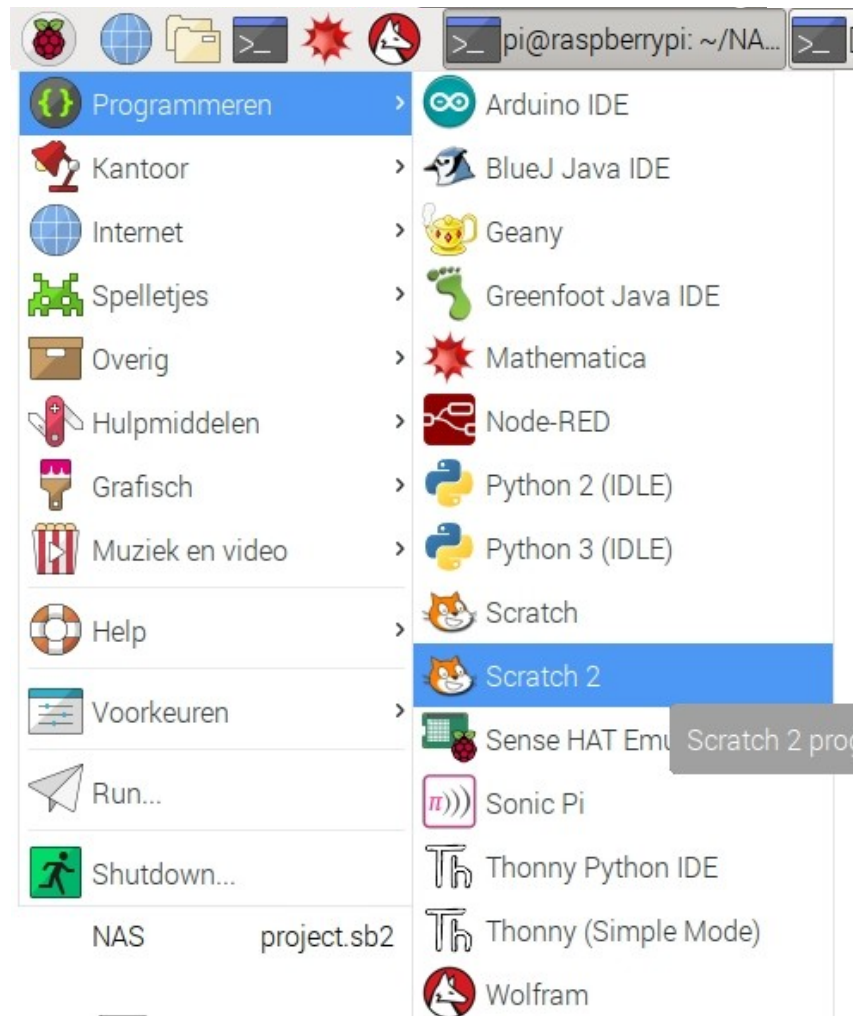 pi@raspberrypi: ~/NA...
Programmeren
Kantoor
Internet
Spelletjes
Overig
Hulpmiddelen
Grafisch
Muziek en video
Help
Voorkeuren
Run...
Shutdown...
NAS
project.sb2
Arduino IDE
BlueJ Java IDE
Geany
Greenfoot Java IDE
Mathematica
Node-RED
Python 2 (IDLE)
Python 3 (IDLE)
Scratch
Scratch 2
Sense HAT Emu
Scratch 2 prog
Sonic Pi
Thonny Python IDE
Thonny (Simple Mode)
Wolfram